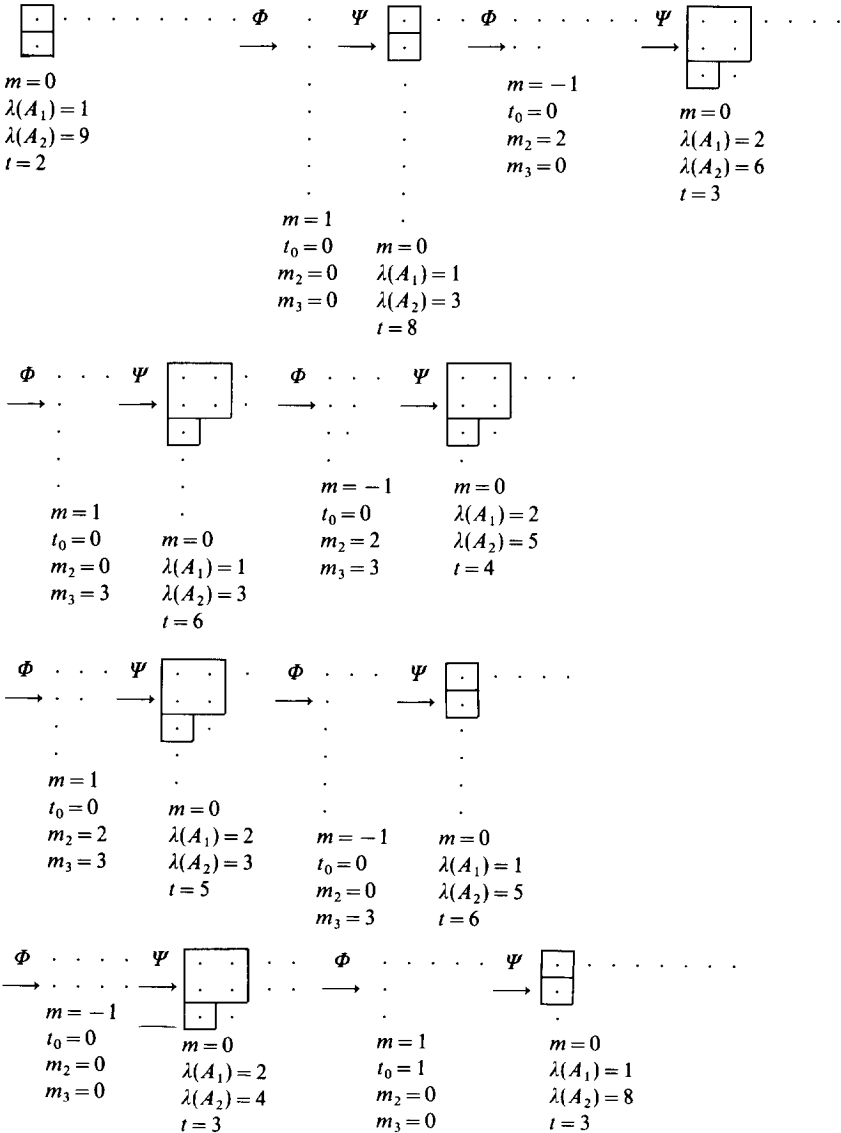 Φ Ψ Φ Ψ
m = 0
λ(A₁) = 1
λ(A₂) = 9
t = 2
m = 1
t₀ = 0
m₂ = 0
m₃ = 0
m = 0
λ(A₁) = 1
λ(A₂) = 3
t = 8
m = −1
t₀ = 0
m₂ = 2
m₃ = 0
m = 0
λ(A₁) = 2
λ(A₂) = 6
t = 3
Φ Ψ Φ Ψ
m = 1
t₀ = 0
m₂ = 0
m₃ = 3
m = 0
λ(A₁) = 1
λ(A₂) = 3
t = 6
m = −1
t₀ = 0
m₂ = 2
m₃ = 3
m = 0
λ(A₁) = 2
λ(A₂) = 5
t = 4
Φ Ψ Φ Ψ
m = 1
t₀ = 0
m₂ = 2
m₃ = 3
m = 0
λ(A₁) = 2
λ(A₂) = 3
t = 5
m = −1
t₀ = 0
m₂ = 0
m₃ = 3
m = 0
λ(A₁) = 1
λ(A₂) = 5
t = 6
Φ Ψ Φ Ψ
m = −1
t₀ = 0
m₂ = 0
m₃ = 0
m = 0
λ(A₁) = 2
λ(A₂) = 4
t = 3
m = 1
t₀ = 1
m₂ = 0
m₃ = 0
m = 0
λ(A₁) = 1
λ(A₂) = 8
t = 3